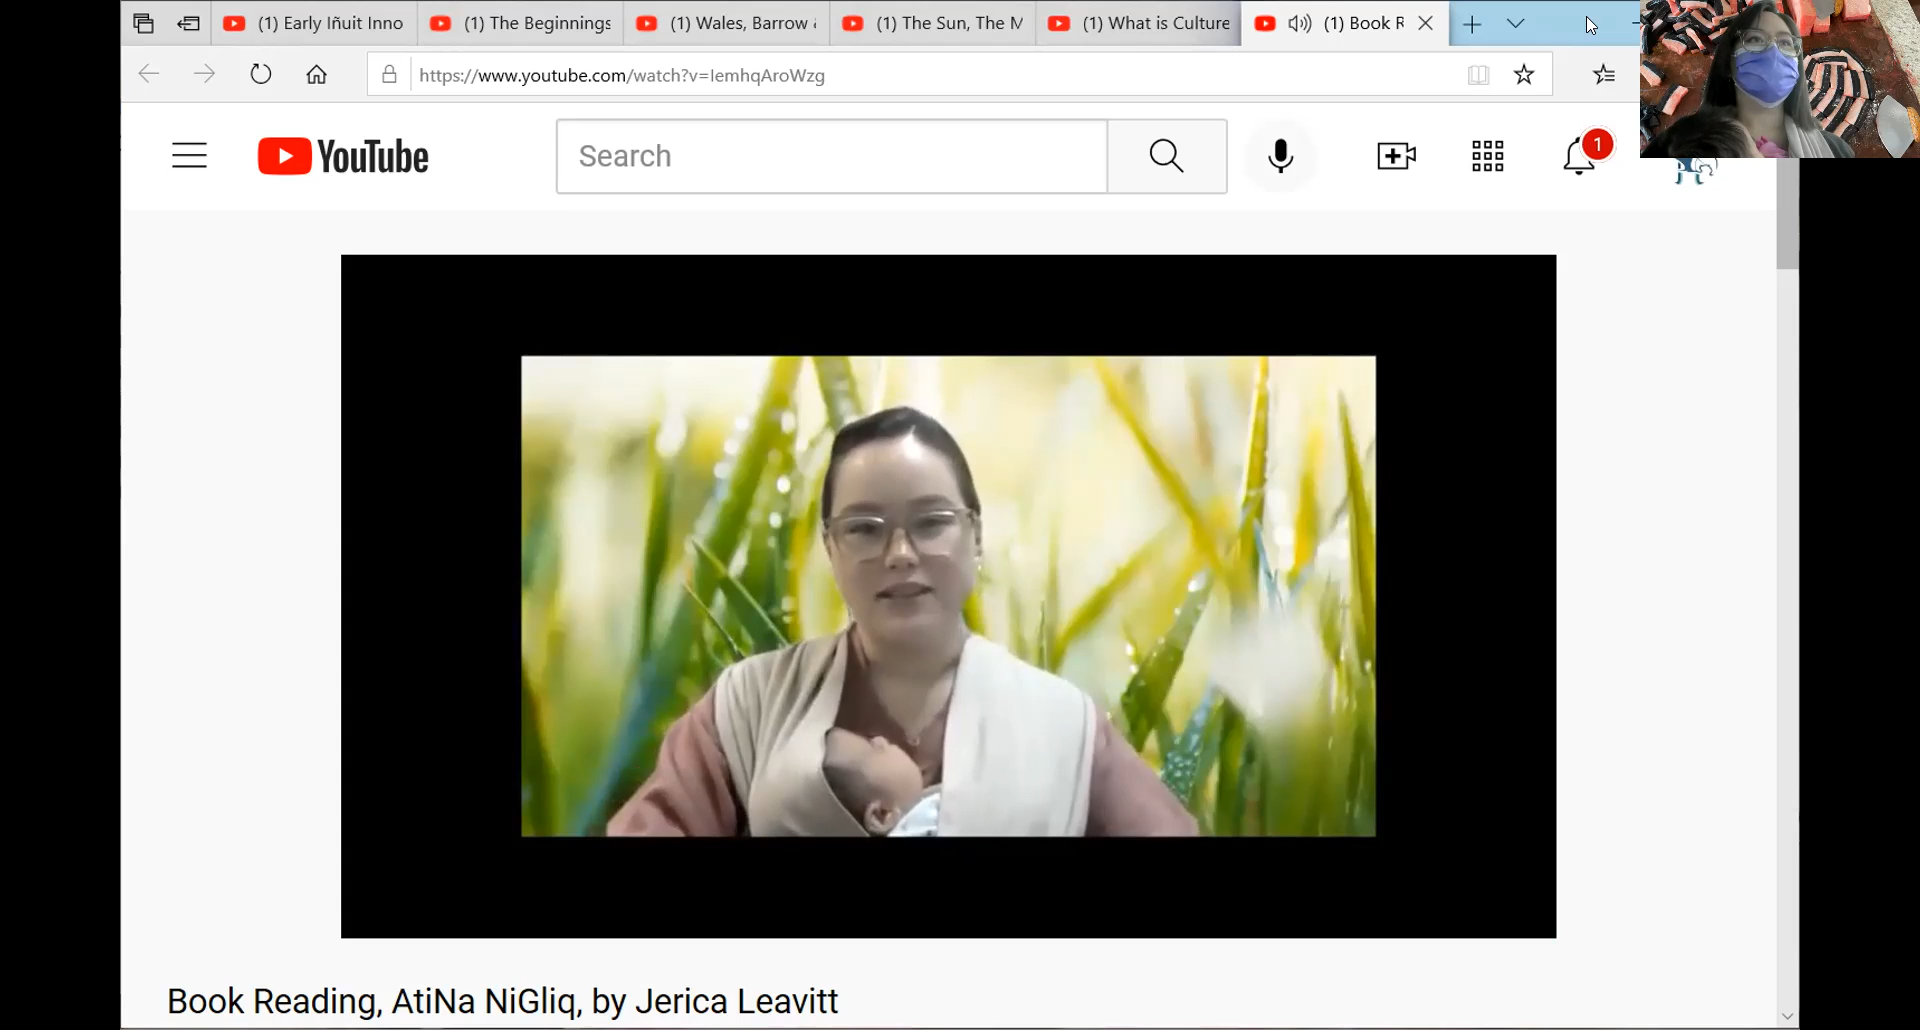 (1) Early Iñuit Inno
(1) The Beginnings
(1) Wales, Barrow
(1) The Sun, The M
(1) What is Culture
(1) Book R
https://www.youtube.com/watch?v=lemhqAroWzg
YouTube
Search
1
Book Reading, AtiNa NiGliq, by Jerica Leavitt